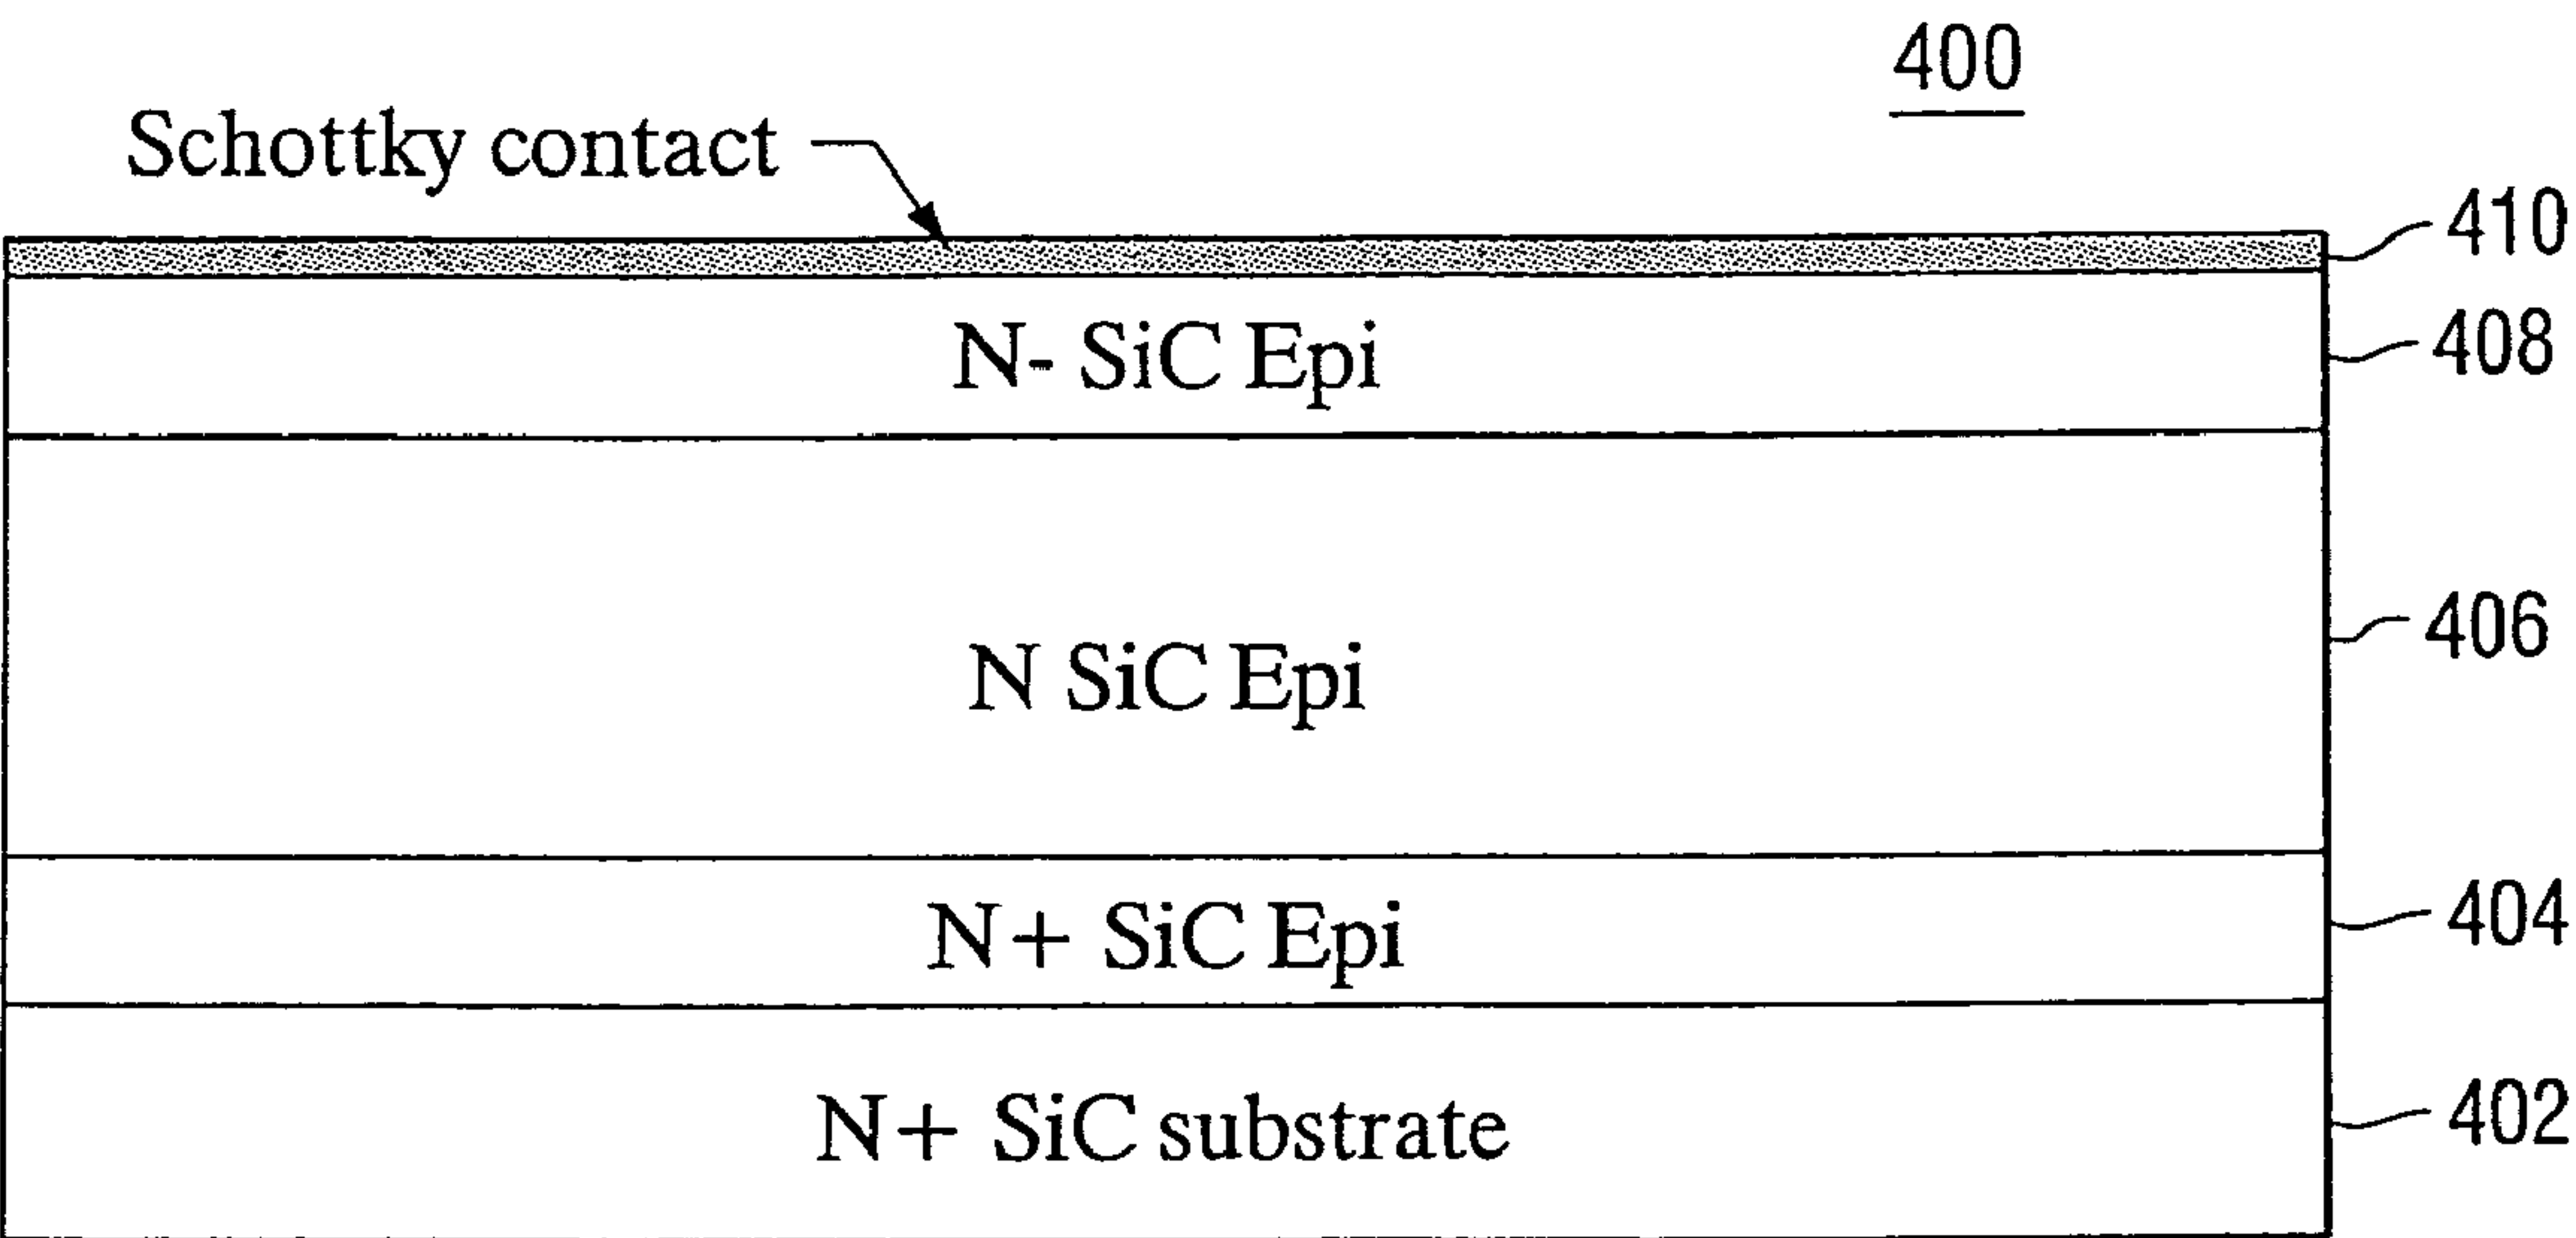 400
Schottky contact
410
N- SiC Epi
408
N SiC Epi
406
N+ SiC Epi
404
N+ SiC substrate
402